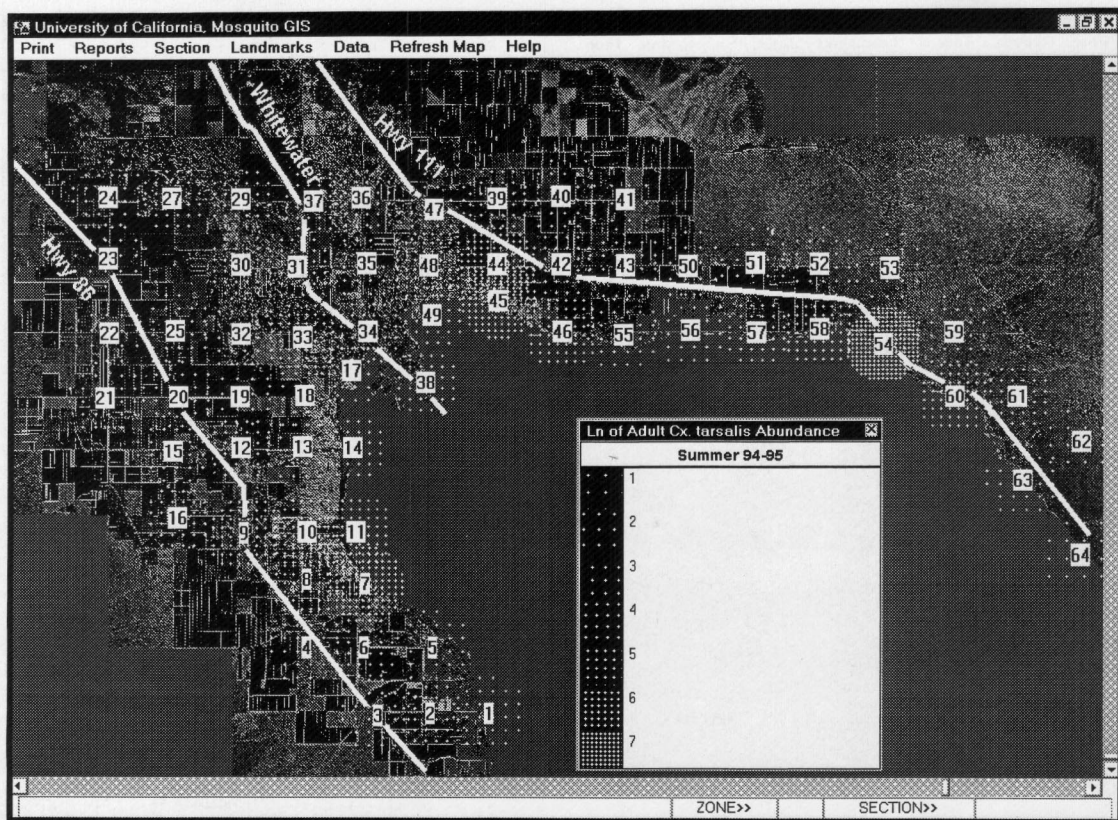 University of California, Mosquito GIS
Print Reports Section Landmarks Data Refresh Map Help
Whitewater
Hwy 111
Hwy 86
24 27 29 37 36 47 39 40 41
23 30 31 35 48 44 42 43 50 51 52 53
45
22 25 32 33 34 49 46 55 56 57 58 54 59
17
21 20 19 18 38 60 61
15 12 13 14 62
63
16 9 10 11
64
8 7
4 6 5
3 2 1
Ln of Adult Cx. tarsalis Abundance
Summer 94-95
1
2
3
4
5
6
7
ZONE>> SECTION>>